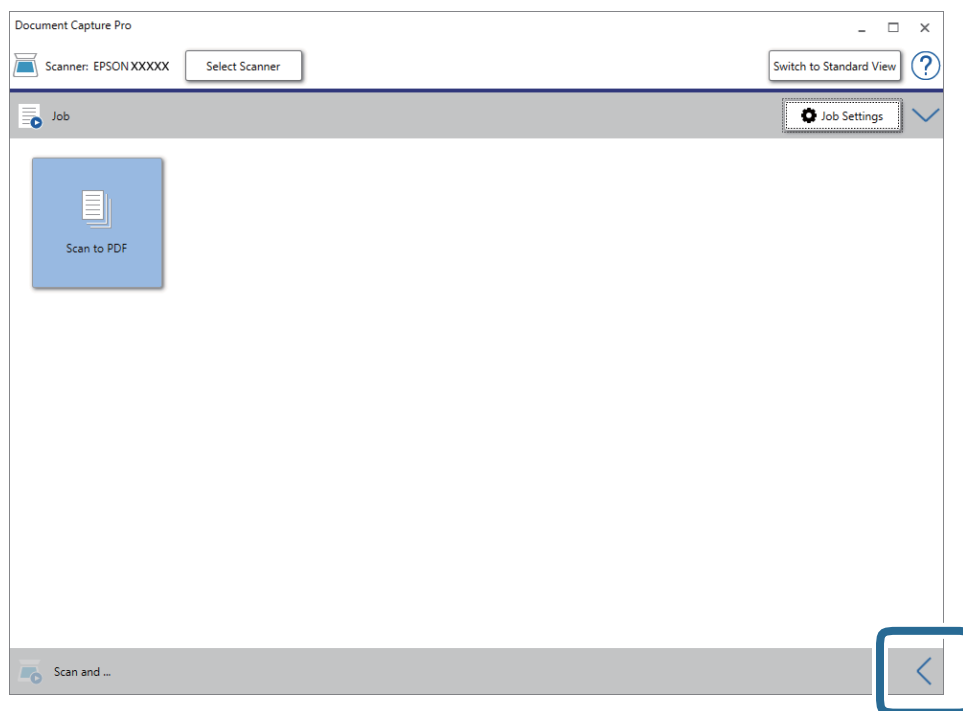 Document Capture Pro
Scanner: EPSON XXXXX Select Scanner Switch to Standard View ?
Job Job Settings
Scan to PDF
Scan and ...